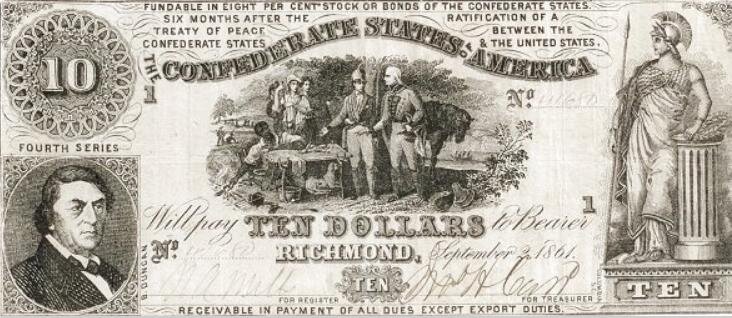 FUNDABLE IN EIGHT PER CENT STOCK OR BONDS OF THE CONFEDERATE STATES.
SIX MONTHS AFTER THE RATIFICATION OF A
TREATY OF PEACE BETWEEN THE
CONFEDERATE STATES & THE UNITED STATES.
THE CONFEDERATE STATES OF AMERICA
10
1
No.
FOURTH SERIES
1
Will pay TEN DOLLARS to Bearer
No.
RICHMOND, September 2, 1861.
B. DUNCAN
TEN
TEN
FOR REGISTER
FOR TREASURER
RECEIVABLE IN PAYMENT OF ALL DUES EXCEPT EXPORT DUTIES.